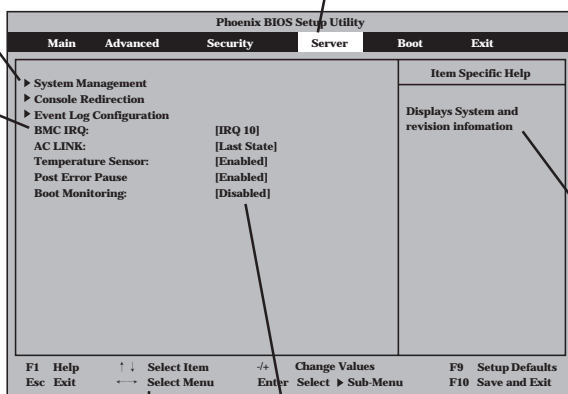 Phoenix BIOS Setup Utility
Main Advanced Security Server Boot Exit
▶ System Management
▶ Console Redirection
▶ Event Log Configuration
BMC IRQ: [IRQ 10]
AC LINK: [Last State]
Temperature Sensor: [Enabled]
Post Error Pause [Enabled]
Boot Monitoring: [Disabled]
Item Specific Help
Displays System and
revision infomation
F1 Help ↑↓ Select Item -/+ Change Values F9 Setup Defaults
Esc Exit ←→ Select Menu Enter Select ▶ Sub-Menu F10 Save and Exit